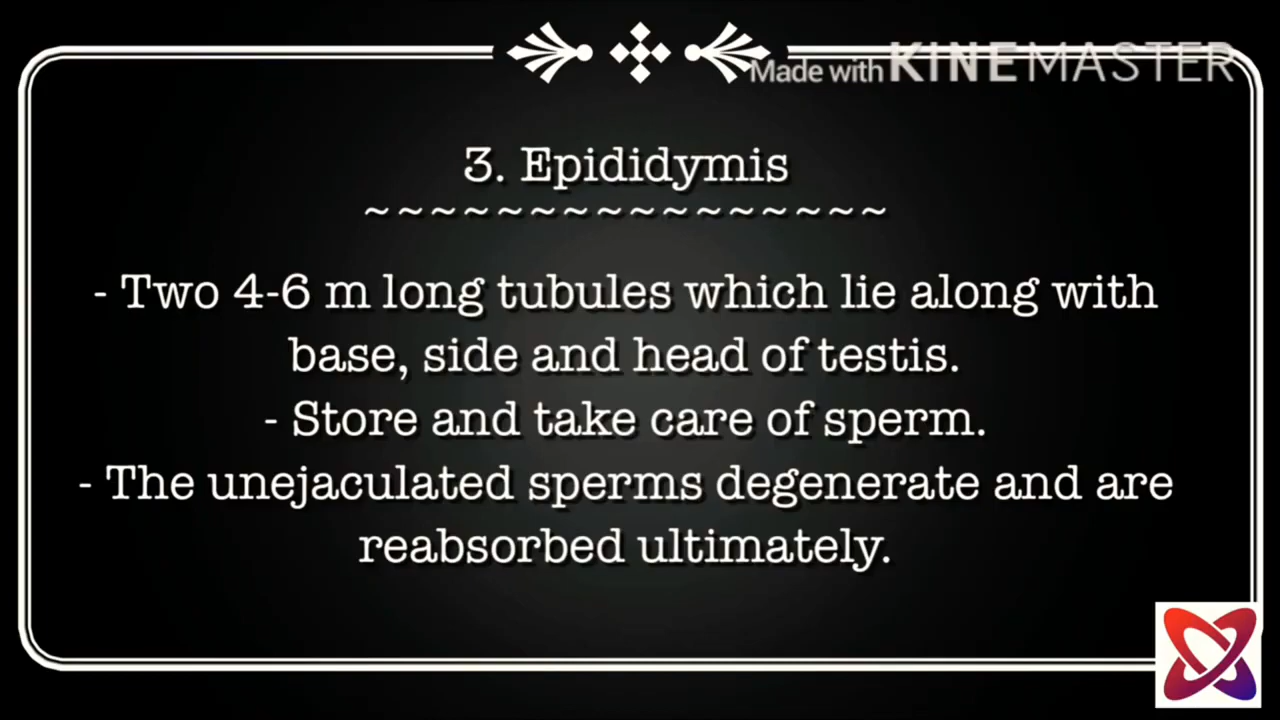 Made with KINEMASTER
3. Epididymis
~~~~~~~~~~~~~~~~
- Two 4-6 m long tubules which lie along with
base, side and head of testis.
- Store and take care of sperm.
- The unejaculated sperms degenerate and are
reabsorbed ultimately.